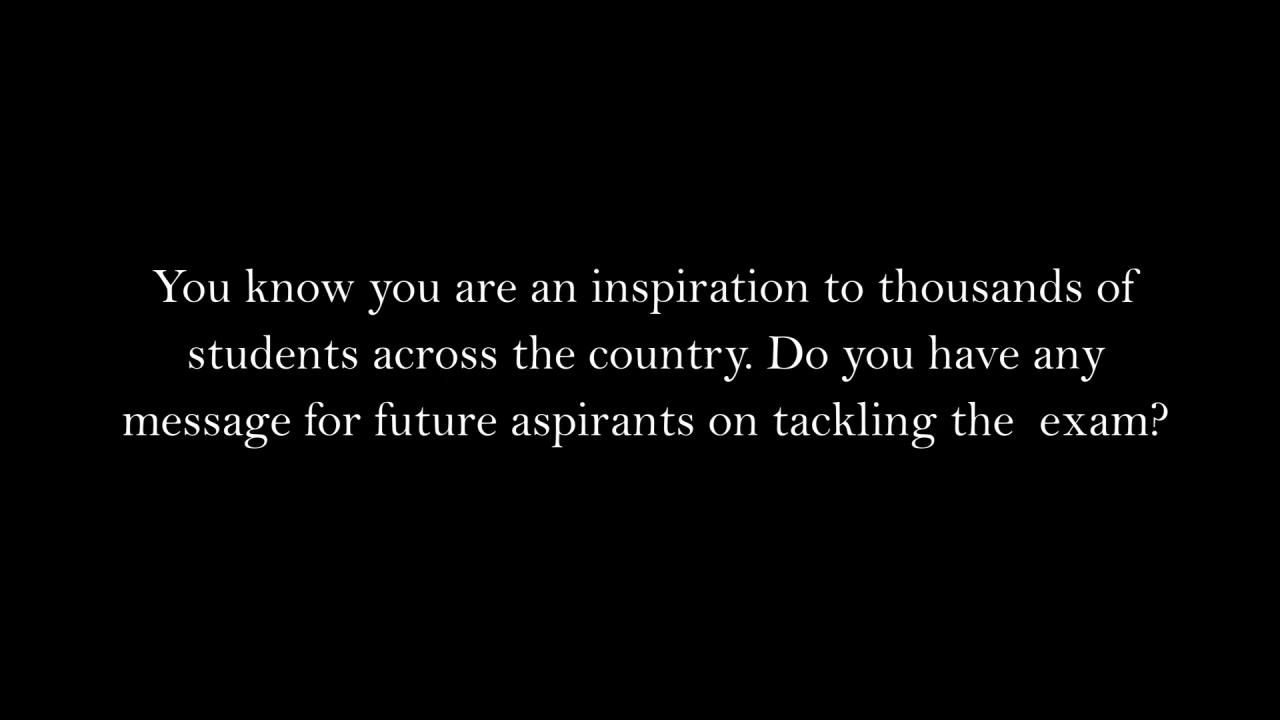 You know you are an inspiration to thousands of
students across the country. Do you have any
message for future aspirants on tackling the  exam?